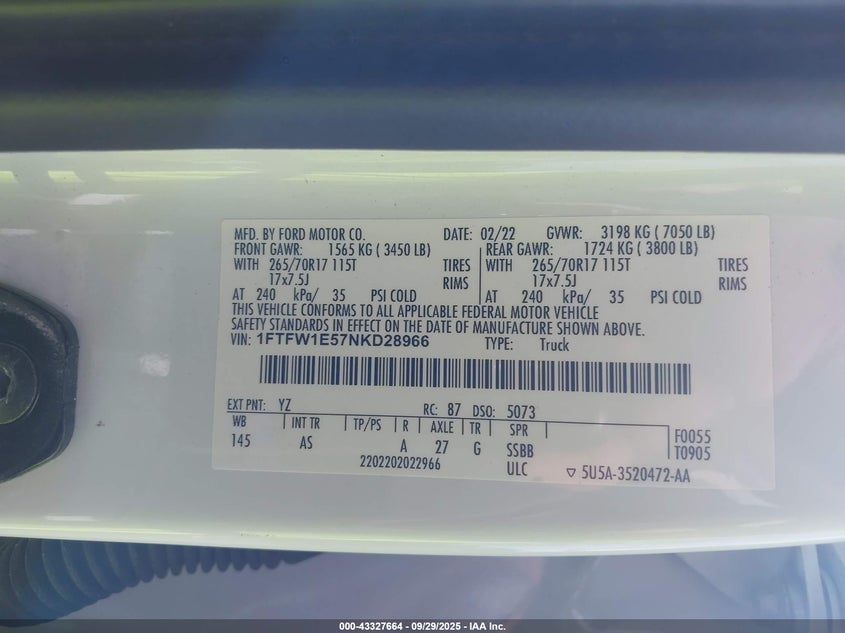 MFD. BY FORD MOTOR CO. DATE: 02/22 GVWR: 3198 KG ( 7050 LB)
FRONT GAWR: 1565 KG ( 3450 LB) REAR GAWR: 1724 KG ( 3800 LB)
WITH 265/70R17 115T TIRES WITH 265/70R17 115T TIRES
17x7.5J RIMS 17x7.5J RIMS
AT 240 kPa/ 35 PSI COLD AT 240 kPa/ 35 PSI COLD
THIS VEHICLE CONFORMS TO ALL APPLICABLE FEDERAL MOTOR VEHICLE
SAFETY STANDARDS IN EFFECT ON THE DATE OF MANUFACTURE SHOWN ABOVE.
VIN: 1FTFW1E57NKD28966 TYPE: Truck
EXT PNT: YZ RC: 87 DSO: 5073
WB INT TR TP/PS R AXLE TR SPR F0055
145 AS A 27 G SSBB T0905
2202202022966 ULC 5U5A-3520472-AA
000-43327664 - 09/29/2025 - IAA Inc.